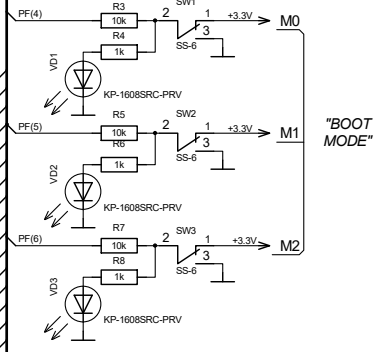 R3
SW1
PF(4)
10k
2
1
+3.3V
M0
R4
3
1k
SS-6
VD1
KP-1608SRC-PRV
R5
SW2
PF(5)
10k
2
1
+3.3V
M1
"BOOT
MODE"
R6
3
1k
SS-6
VD2
KP-1608SRC-PRV
R7
SW3
PF(6)
10k
2
1
+3.3V
M2
R8
3
1k
SS-6
VD3
KP-1608SRC-PRV